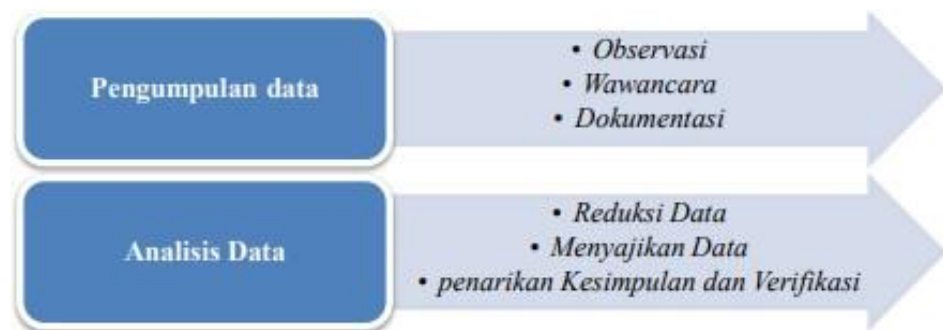 Pengumpulan data
• Observasi
• Wawancara
• Dokumentasi
Analisis Data
• Reduksi Data
• Menyajikan Data
• penarikan Kesimpulan dan Verifikasi